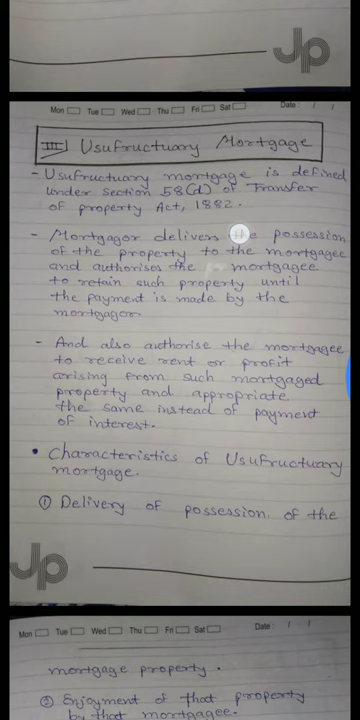 Jp
Mon Tue Wed Thu Fri Sat Date: / /
III) Usufructuary Mortgage
- Usufructuary mortgage is defined
under section 58(d) of Transfer
of property Act, 1882.
- Mortgagor delivers the possession
of the property to the mortgagee
and authorises the mortgagee
to retain such property until
the payment is made by the
mortgagor.
- And also authorise the mortgagee
to receive rent or profit
arising from such mortgaged
property and appropriate
the same instead of payment
of interest.
• Characteristics of Usufructuary
mortgage.
① Delivery of possession of the
Jp
Mon Tue Wed Thu Fri Sat Date: / /
mortgage property.
② Enjoyment of that property
by that mortgagee.